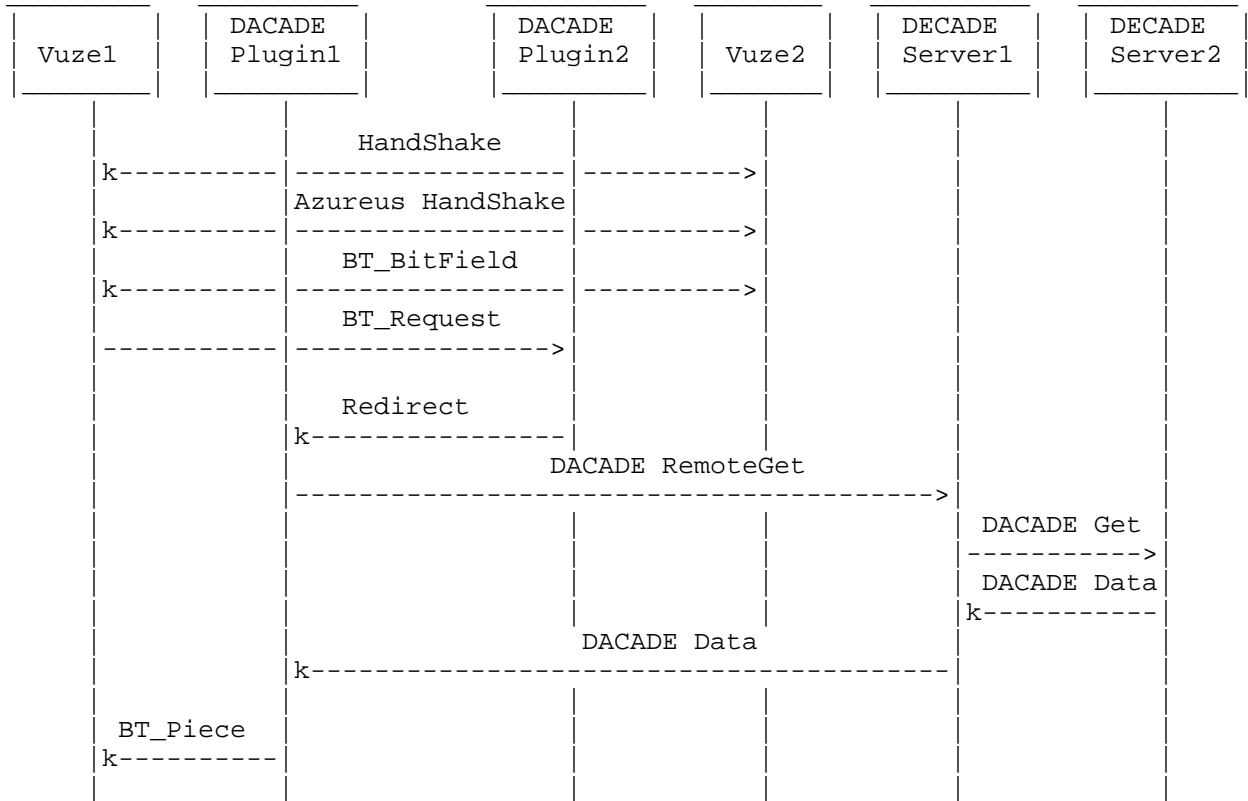 DACADE DACADE DECADE DECADE
Vuze1 Plugin1 Plugin2 Vuze2 Server1 Server2
HandShake
k---------- ----------------- ---------->
Azureus HandShake
k---------- ----------------- ---------->
BT_BitField
k---------- ----------------- ---------->
BT_Request
----------- ---------------->
Redirect
k----------------
DACADE RemoteGet
---------------------------------------->
DACADE Get
----------->
DACADE Data
k-----------
DACADE Data
k----------------------------------------
BT_Piece
k----------